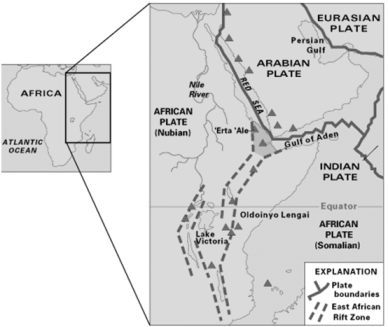 AFRICA
ATLANTIC
OCEAN
EURASIAN
PLATE
Persian
Gulf
ARABIAN
PLATE
Nile
River
RED SEA
AFRICAN
PLATE
(Nubian)
'Erta 'Ale
Gulf of Aden
INDIAN
PLATE
Equator
Oldoinyo Lengai
AFRICAN
PLATE
(Somalian)
Lake
Victoria
EXPLANATION
Plate
boundaries
East African
Rift Zone